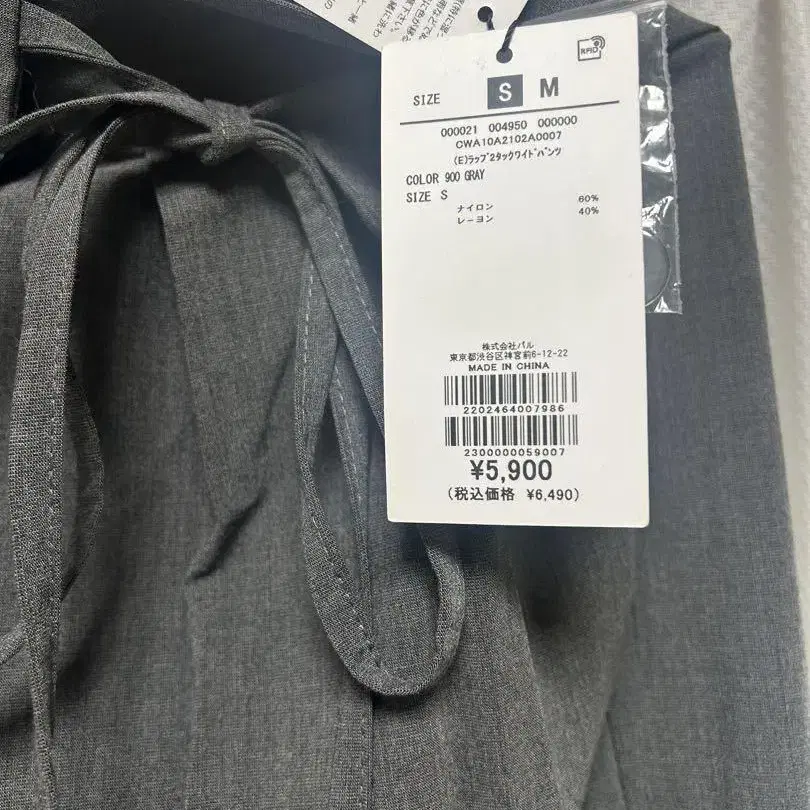 SIZE S M
RFID
000021 004950 000000
CWA10A2102A0007
(E)ラップ2タックワイドパンツ
COLOR 900 GRAY
SIZE S
ナイロン 60%
レーヨン 40%
株式会社パル
東京都渋谷区神宮前6-12-22
MADE IN CHINA
2202464007986
2300000059007
¥5,900
(税込価格 ¥6,490)